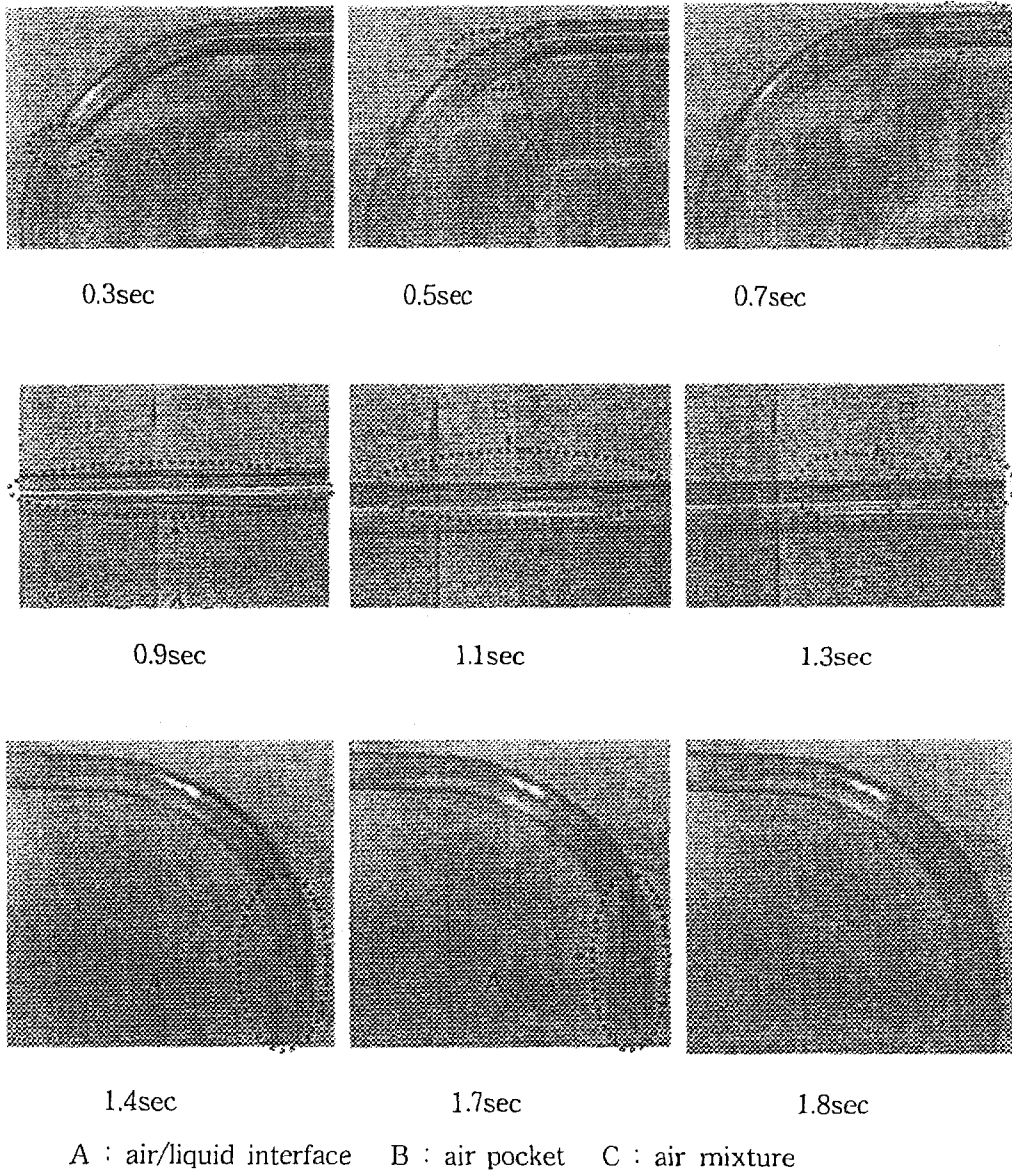 0.3sec 0.5sec 0.7sec
0.9sec 1.1sec 1.3sec
1.4sec 1.7sec 1.8sec
A : air/liquid interface B : air pocket C : air mixture